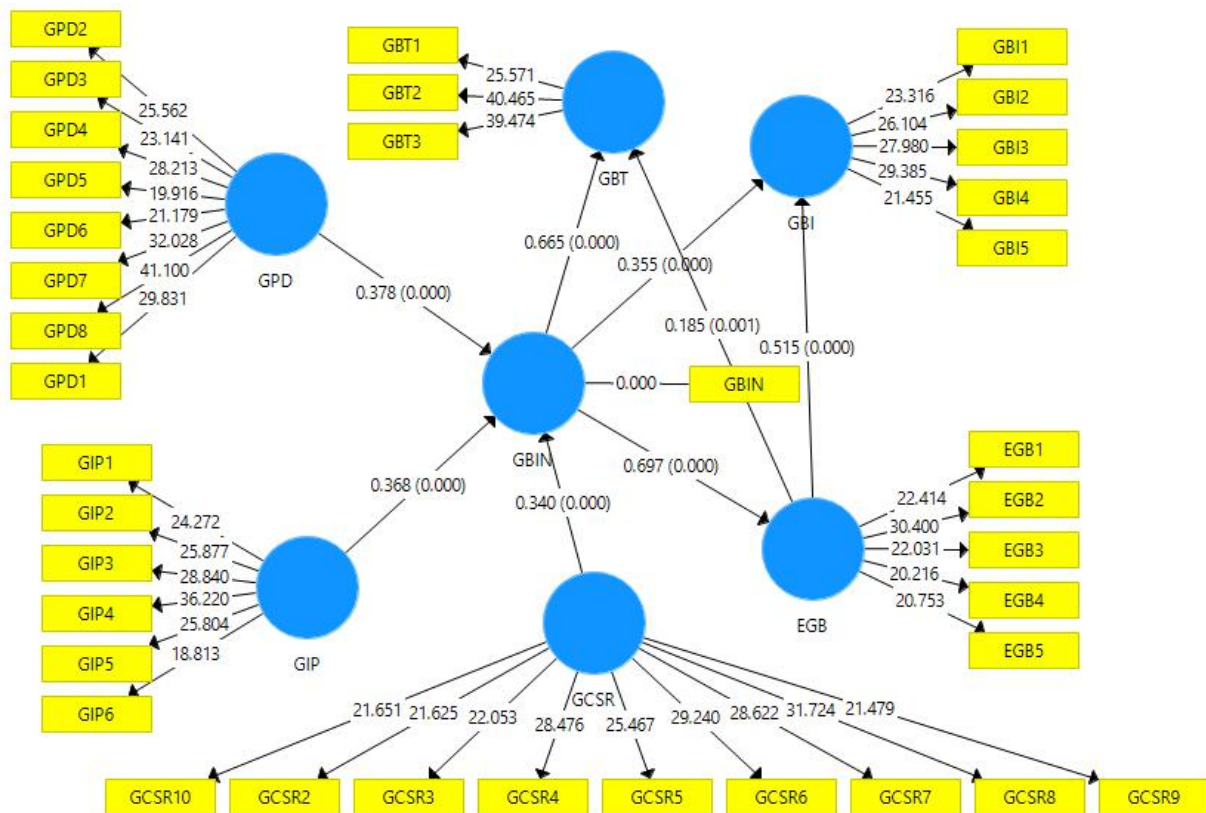 GPD2
GPD3
GPD4
GPD5
GPD6
GPD7
GPD8
GPD1
25.562
23.141
28.213
19.916
21.179
32.028
41.100
29.831
GPD
GBT1
GBT2
GBT3
25.571
40.465
39.474
GBT
GBI1
GBI2
GBI3
GBI4
GBI5
23.316
26.104
27.980
29.385
21.455
GBI
0.378 (0.000)
0.665 (0.000)
0.355 (0.000)
0.185 (0.001)
0.515 (0.000)
0.000
GBIN
GBIN
0.368 (0.000)
0.340 (0.000)
0.697 (0.000)
GIP1
GIP2
GIP3
GIP4
GIP5
GIP6
24.272
25.877
28.840
36.220
25.804
18.813
GIP
EGB1
EGB2
EGB3
EGB4
EGB5
22.414
30.400
22.031
20.216
20.753
EGB
GCSR
21.651
21.625
22.053
28.476
25.467
29.240
28.622
31.724
21.479
GCSR10
GCSR2
GCSR3
GCSR4
GCSR5
GCSR6
GCSR7
GCSR8
GCSR9